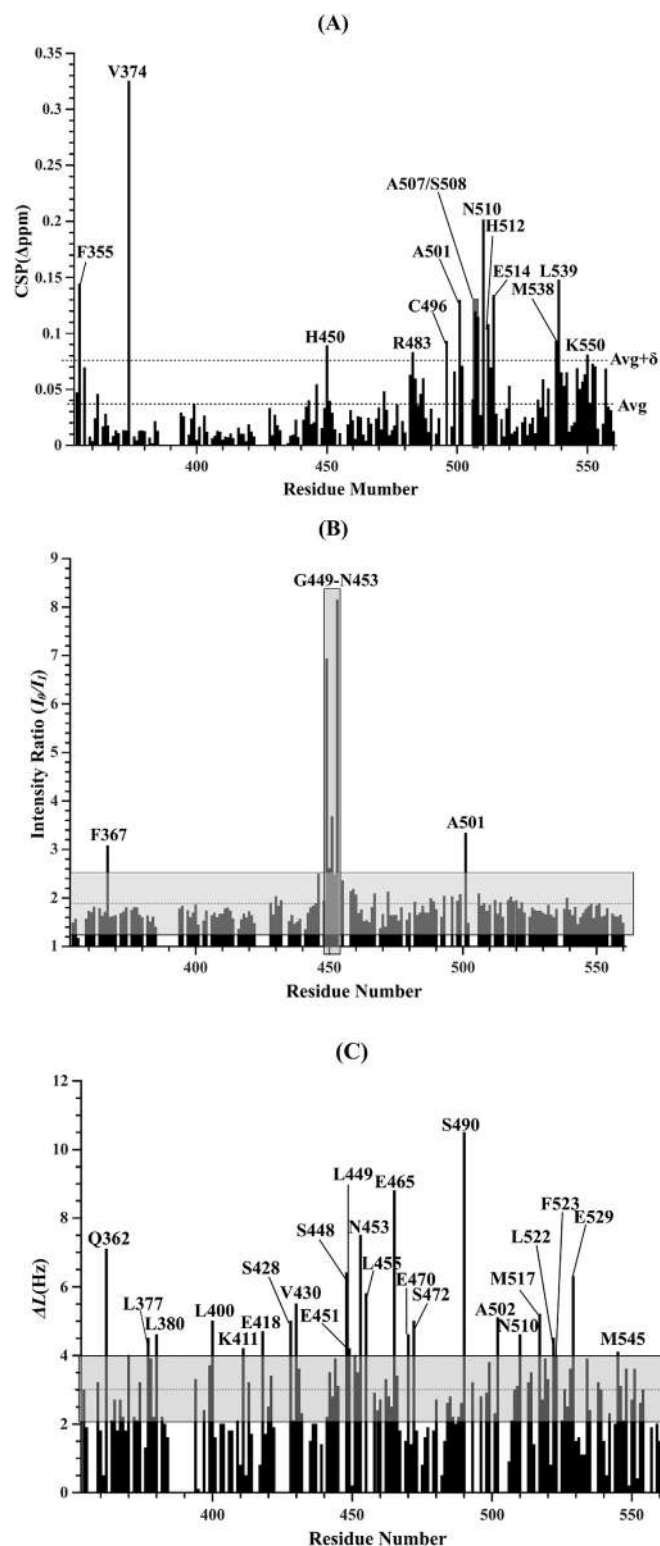 (A)
0.35
V374
0.3
0.25
A507/S508
N510
0.2
H512
F355
A501
E514
L539
0.15
M538
C496
H450
R483
K550
0.1
Avg+δ
0.05
Avg
0
CSP(Δppm)
400
450
500
550
Residue Mumber
(B)
9
G449-N453
8
7
6
5
4
F367
A501
3
2
1
Intensity Ratio (I0/I1)
400
450
500
550
Residue Number
(C)
12
S490
10
L449
E465
F523
8
S448
N453
L522
E529
Q362
L455
E470
S428
M517
6
V430
S472
L377
L400
E451
A502
L380
E418
N510
K411
M545
4
2
0
ΔL(Hz)
400
450
500
550
Residue Number